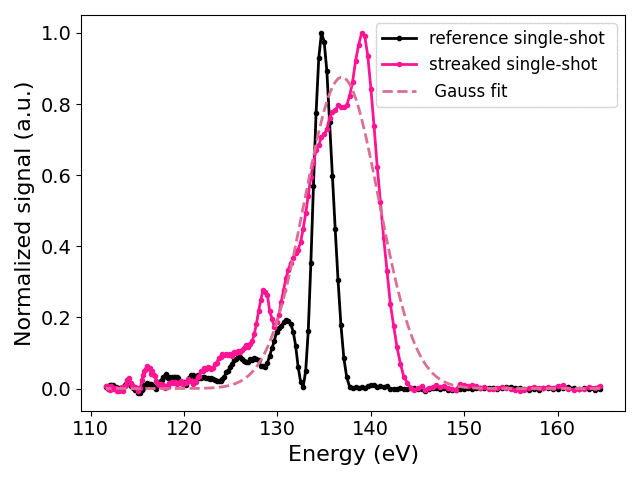 reference single-shot
streaked single-shot
Gauss fit
Normalized signal (a.u.)
1.0
0.8
0.6
0.4
0.2
0.0
110 120 130 140 150 160
Energy (eV)